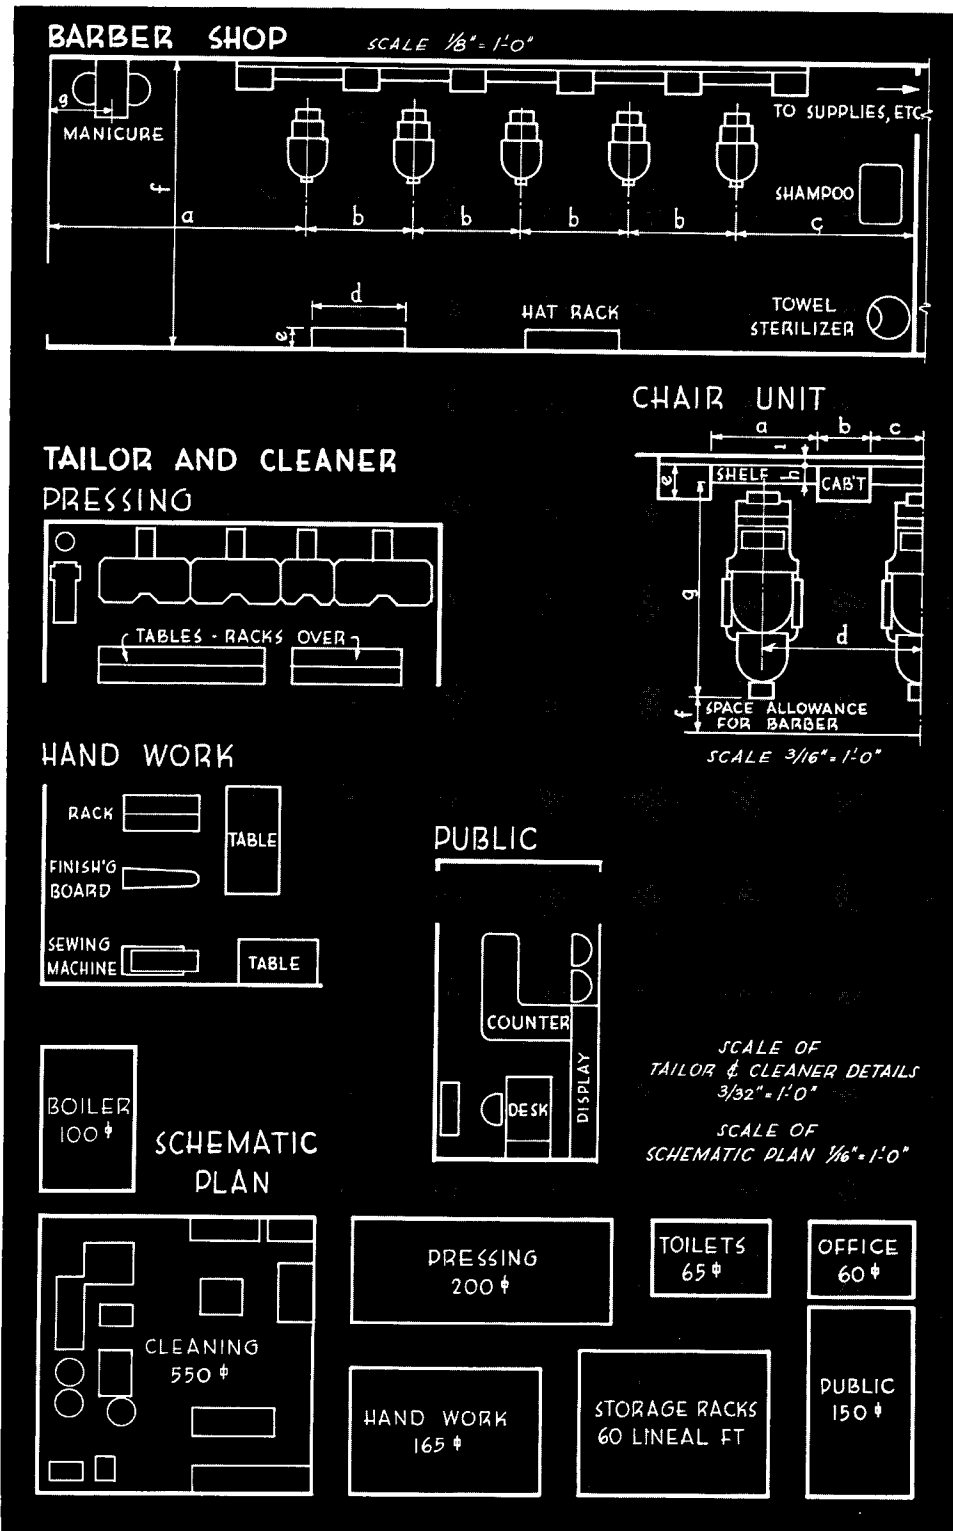 BARBER SHOP
SCALE 1/8" = 1'-0"
g
MANICURE
TO SUPPLIES, ETC.
f
SHAMPOO
a
b
b
b
b
c
d
HAT RACK
TOWEL
STERILIZER
e
CHAIR UNIT
a
b
c
i
e
SHELF
h
CAB'T
g
d
f
SPACE ALLOWANCE
FOR BARBER
SCALE 3/16" = 1'-0"
TAILOR AND CLEANER
PRESSING
TABLES - RACKS OVER
HAND WORK
RACK
TABLE
FINISH'G
BOARD
SEWING
MACHINE
TABLE
PUBLIC
COUNTER
DISPLAY
DESK
SCALE OF
TAILOR & CLEANER DETAILS
3/32" = 1'-0"
SCALE OF
SCHEMATIC PLAN 1/16" = 1'-0"
BOILER
100 ⌽
SCHEMATIC
PLAN
CLEANING
550 ⌽
PRESSING
200 ⌽
TOILETS
65 ⌽
OFFICE
60 ⌽
HAND WORK
165 ⌽
STORAGE RACKS
60 LINEAL FT
PUBLIC
150 ⌽